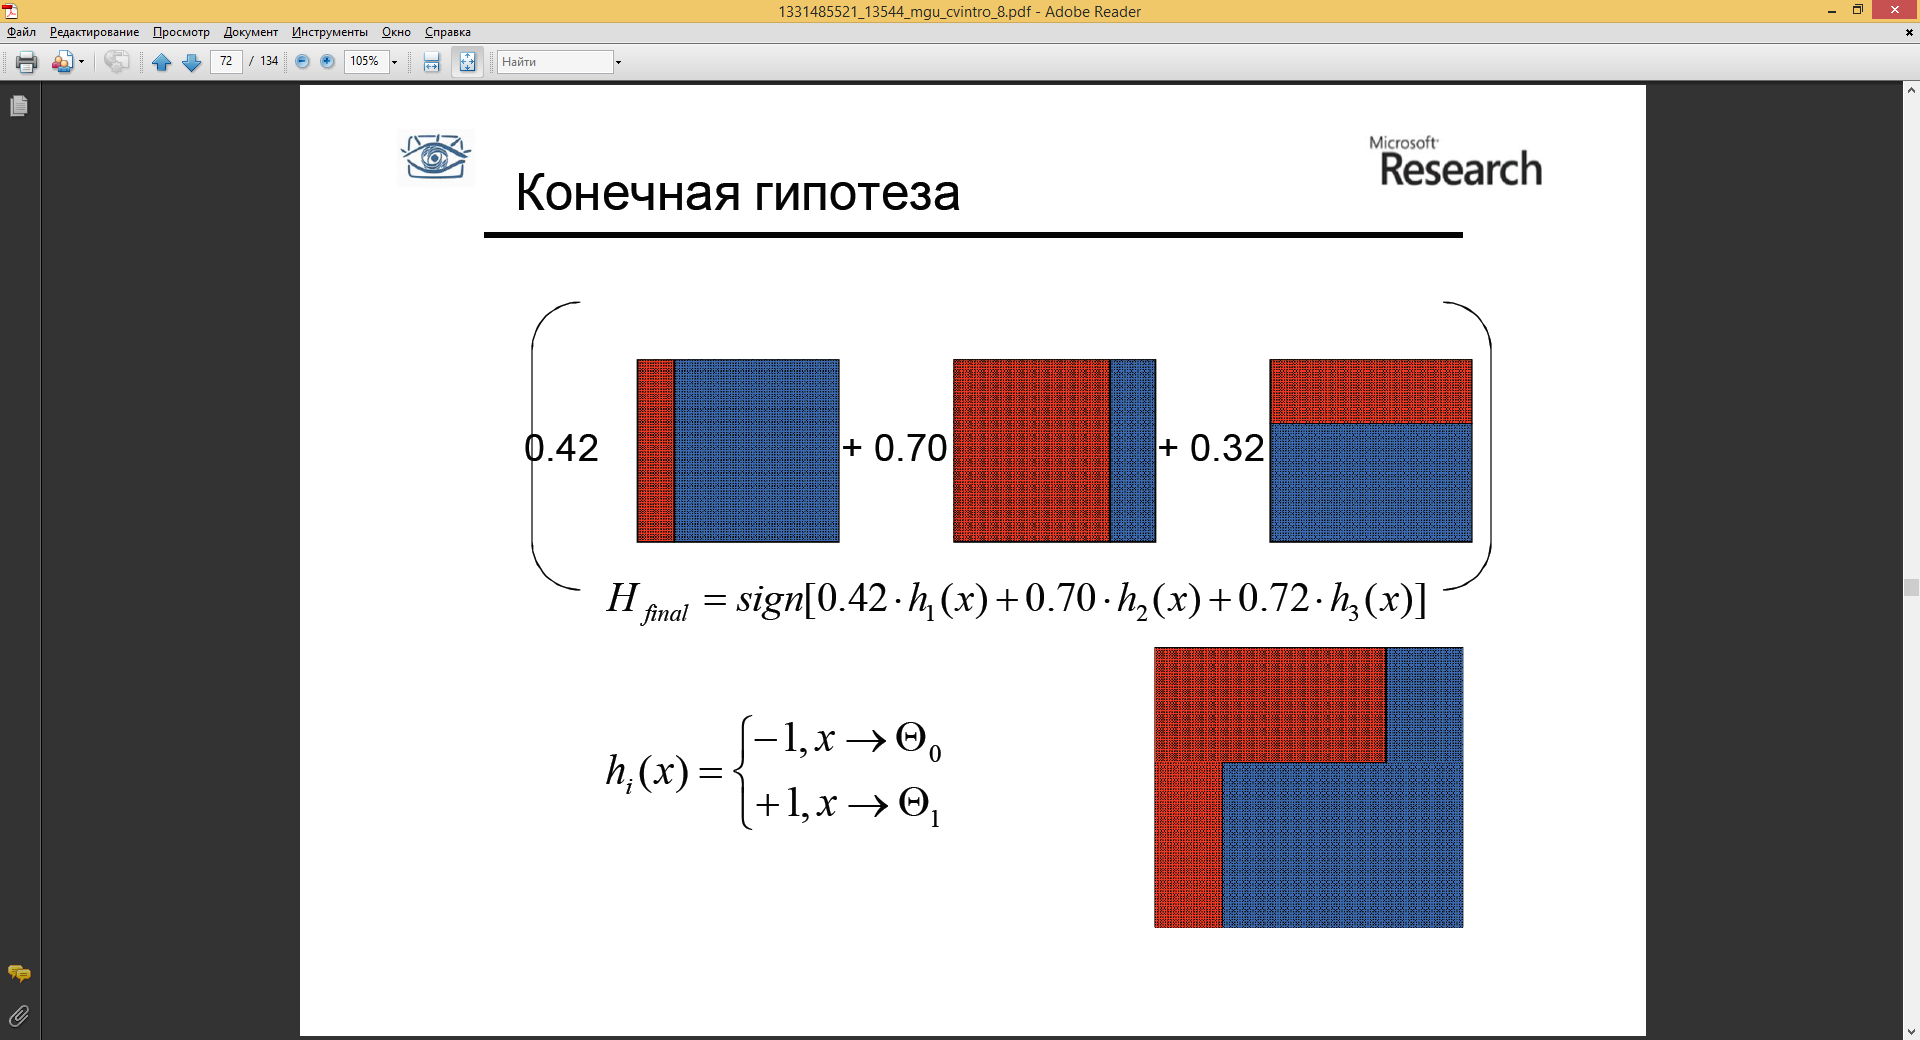 1331485521_13544_mgu_cvintro_8.pdf - Adobe Reader
Файл Редактирование Просмотр Документ Инструменты Окно Справка
72 / 134 105% Найти
Microsoft
Research
Конечная гипотеза
0.42 + 0.70 + 0.32
H_final = sign[0.42 · h_1(x) + 0.70 · h_2(x) + 0.72 · h_3(x)]
h_i(x) = { −1, x → Θ_0
+1, x → Θ_1